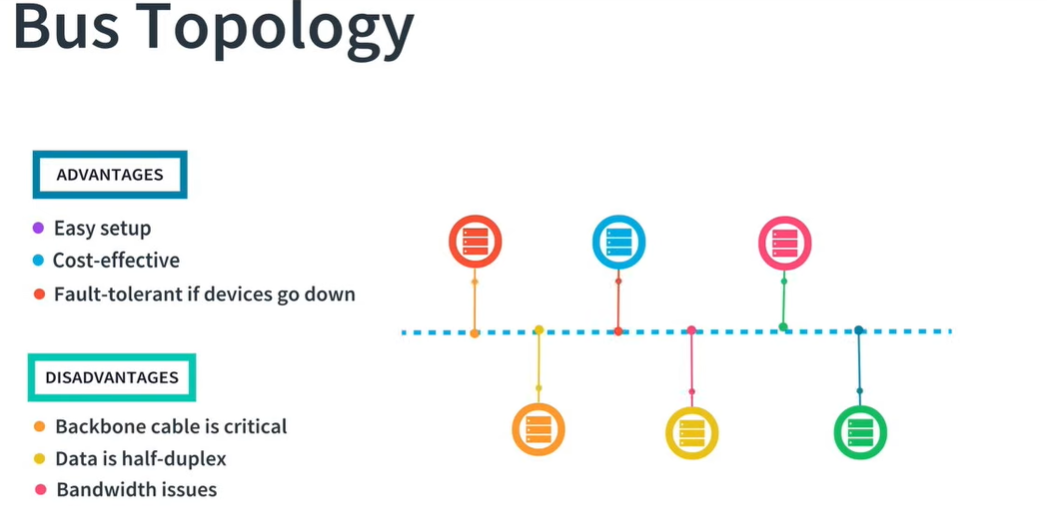 Bus Topology
ADVANTAGES
Easy setup
Cost-effective
Fault-tolerant if devices go down
DISADVANTAGES
Backbone cable is critical
Data is half-duplex
Bandwidth issues